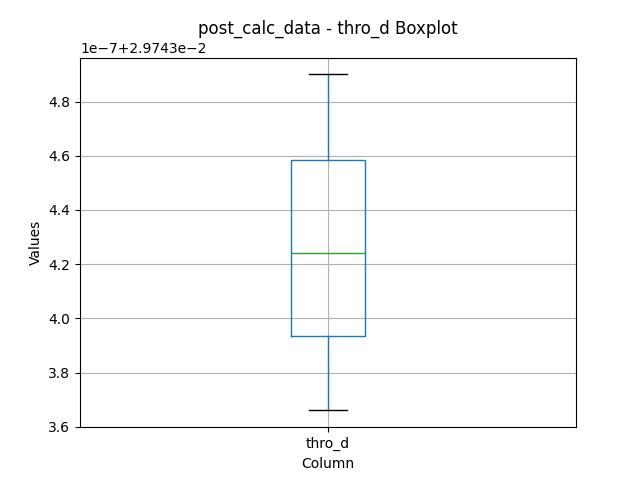 post_calc_data - thro_d Boxplot
1e−7+2.9743e−2
4.8
4.6
4.4
4.2
4.0
3.8
3.6
Values
thro_d
Column